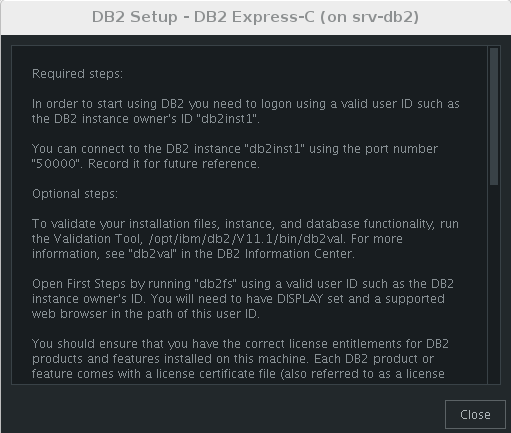 DB2 Setup - DB2 Express-C (on srv-db2)
Required steps:
In order to start using DB2 you need to logon using a valid user ID such as
the DB2 instance owner's ID "db2inst1".
You can connect to the DB2 instance "db2inst1" using the port number
"50000". Record it for future reference.
Optional steps:
To validate your installation files, instance, and database functionality, run
the Validation Tool, /opt/ibm/db2/V11.1/bin/db2val. For more
information, see "db2val" in the DB2 Information Center.
Open First Steps by running "db2fs" using a valid user ID such as the DB2
instance owner's ID. You will need to have DISPLAY set and a supported
web browser in the path of this user ID.
You should ensure that you have the correct license entitlements for DB2
products and features installed on this machine. Each DB2 product or
feature comes with a license certificate file (also referred to as a license
Close